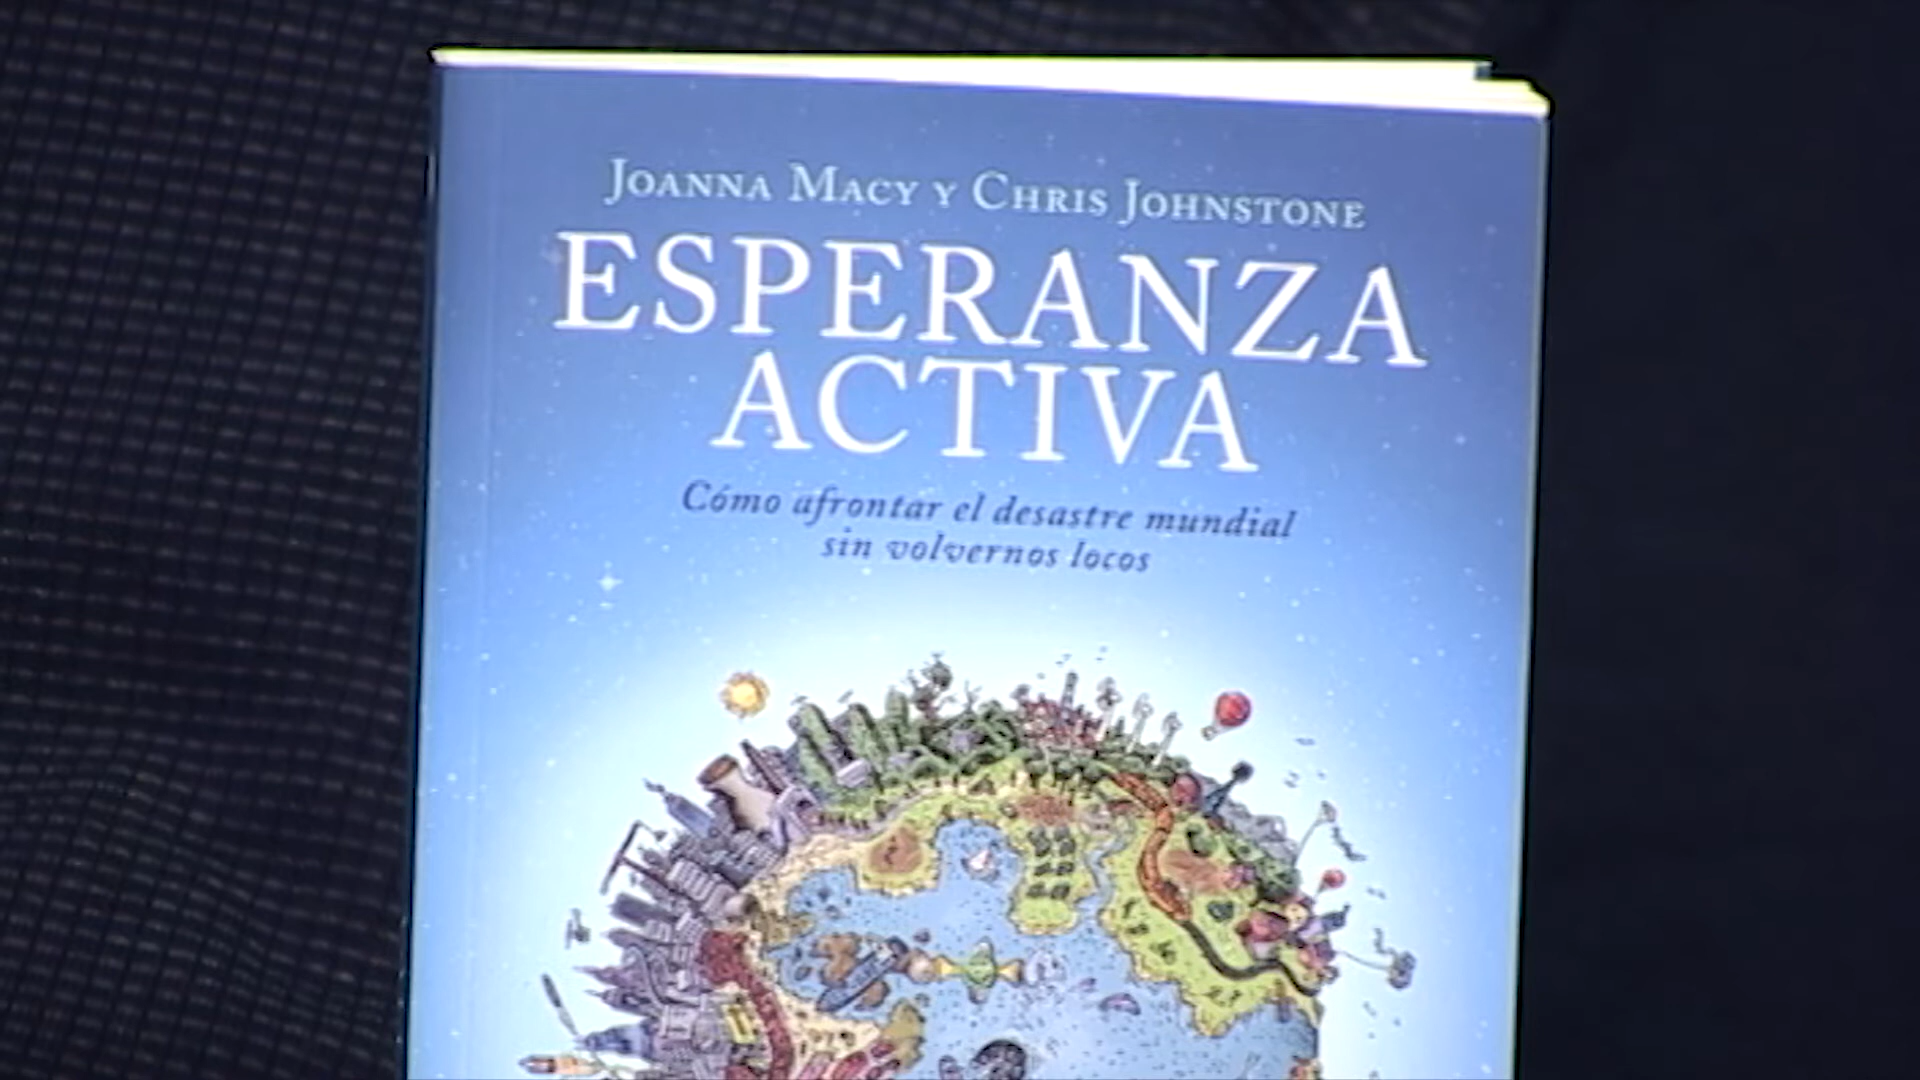 JOANNA MACY Y CHRIS JOHNSTONE
ESPERANZA
ACTIVA
Cómo afrontar el desastre mundial
sin volvernos locos